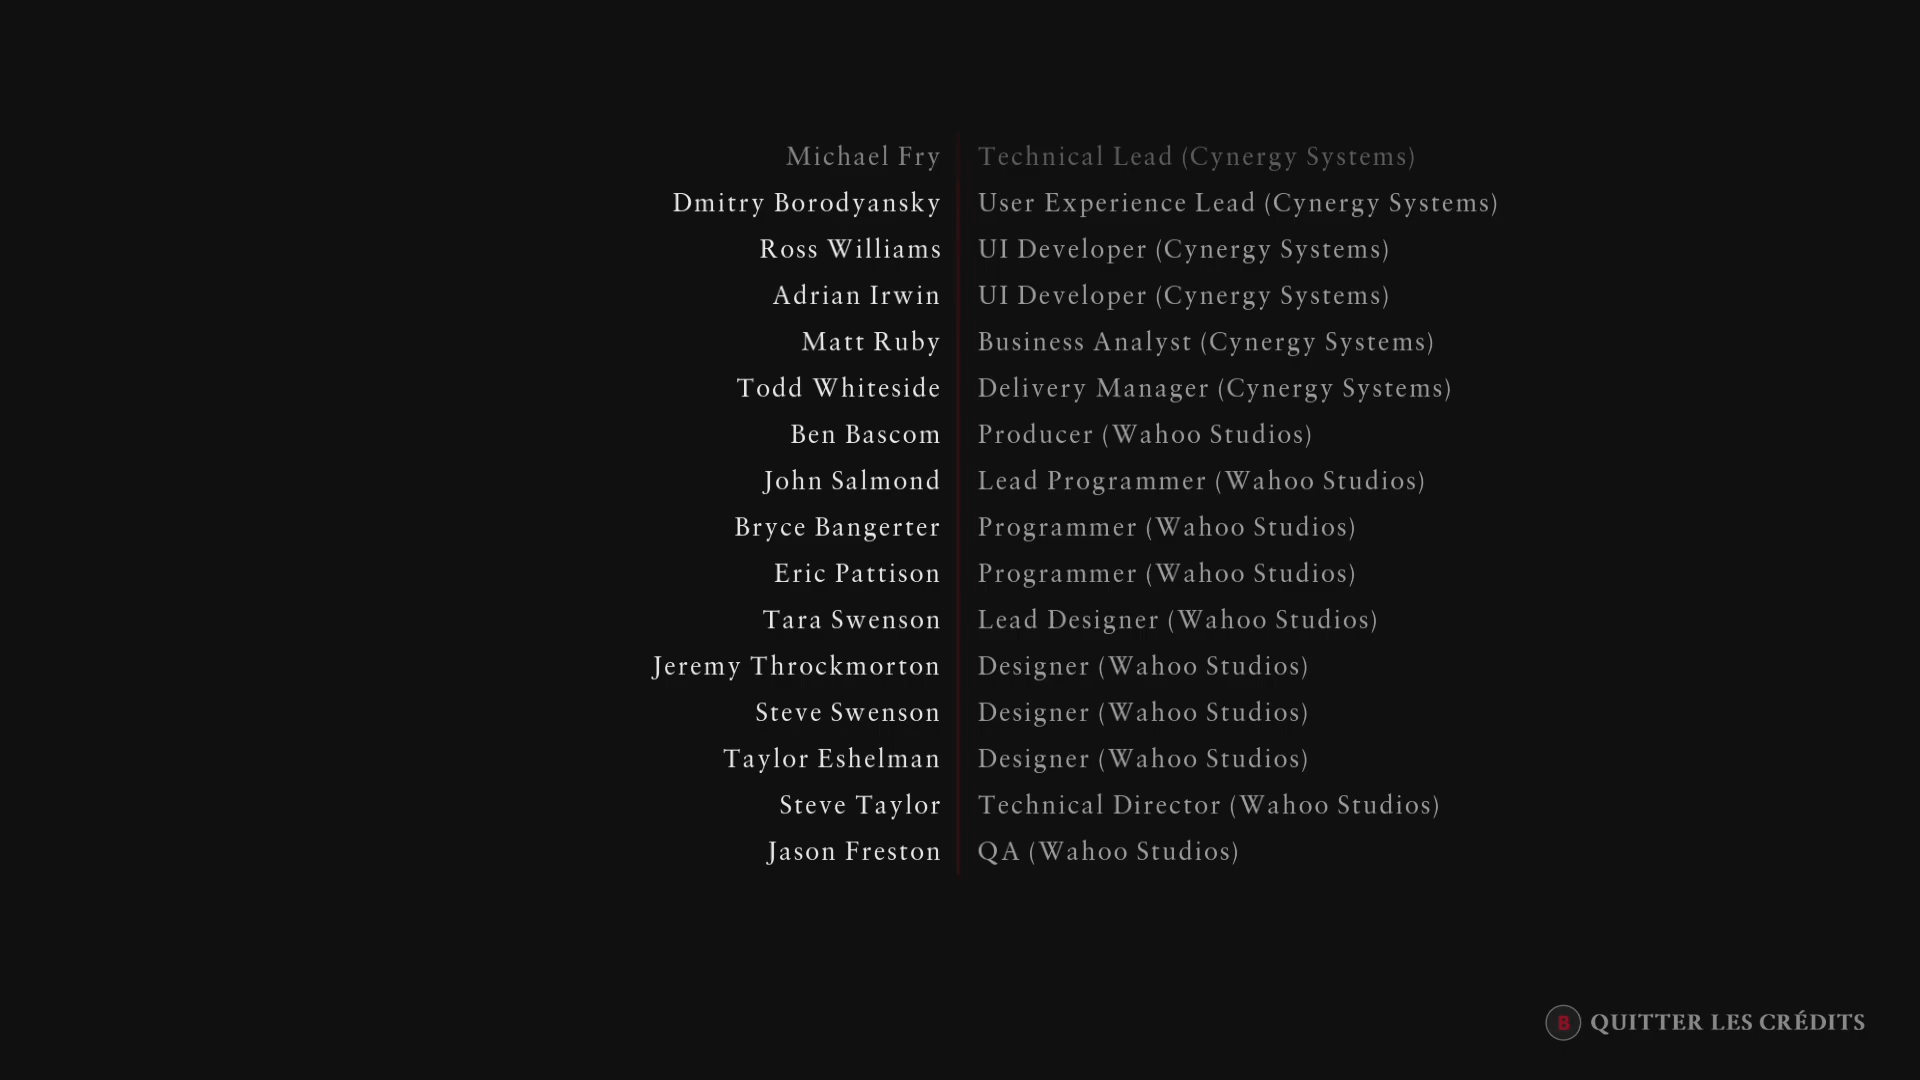 Michael Fry Technical Lead (Cynergy Systems)
Dmitry Borodyansky User Experience Lead (Cynergy Systems)
Ross Williams UI Developer (Cynergy Systems)
Adrian Irwin UI Developer (Cynergy Systems)
Matt Ruby Business Analyst (Cynergy Systems)
Todd Whiteside Delivery Manager (Cynergy Systems)
Ben Bascom Producer (Wahoo Studios)
John Salmond Lead Programmer (Wahoo Studios)
Bryce Bangerter Programmer (Wahoo Studios)
Eric Pattison Programmer (Wahoo Studios)
Tara Swenson Lead Designer (Wahoo Studios)
Jeremy Throckmorton Designer (Wahoo Studios)
Steve Swenson Designer (Wahoo Studios)
Taylor Eshelman Designer (Wahoo Studios)
Steve Taylor Technical Director (Wahoo Studios)
Jason Freston QA (Wahoo Studios)
B QUITTER LES CRÉDITS